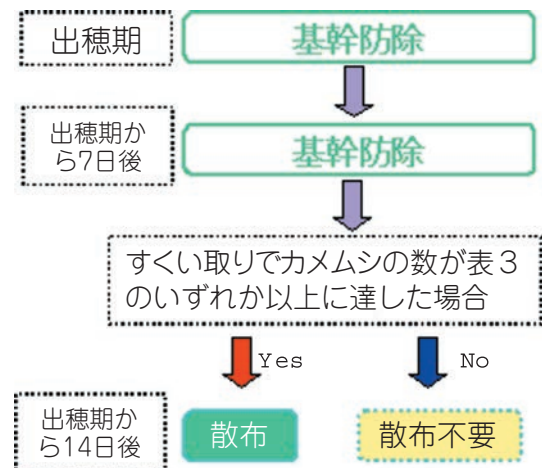 出穂期
基幹防除
出穂期か
ら7日後
基幹防除
すくい取りでカメムシの数が表3
のいずれか以上に達した場合
Yes
No
出穂期か
ら14日後
散布
散布不要